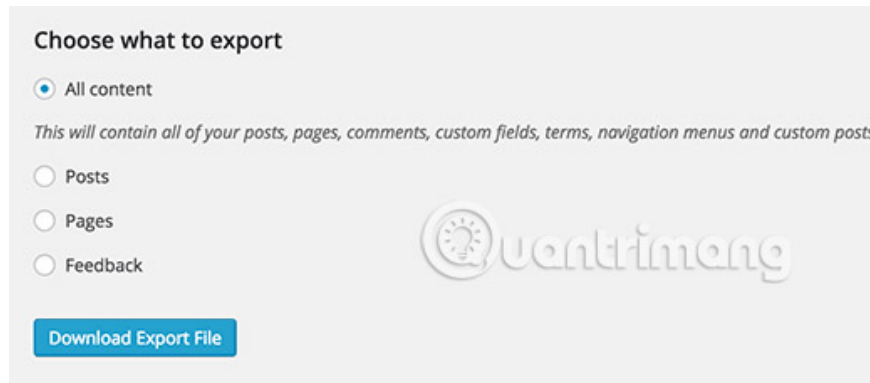 Choose what to export
All content
This will contain all of your posts, pages, comments, custom fields, terms, navigation menus and custom posts
Posts
Pages
Quantrimang
Feedback
Download Export File